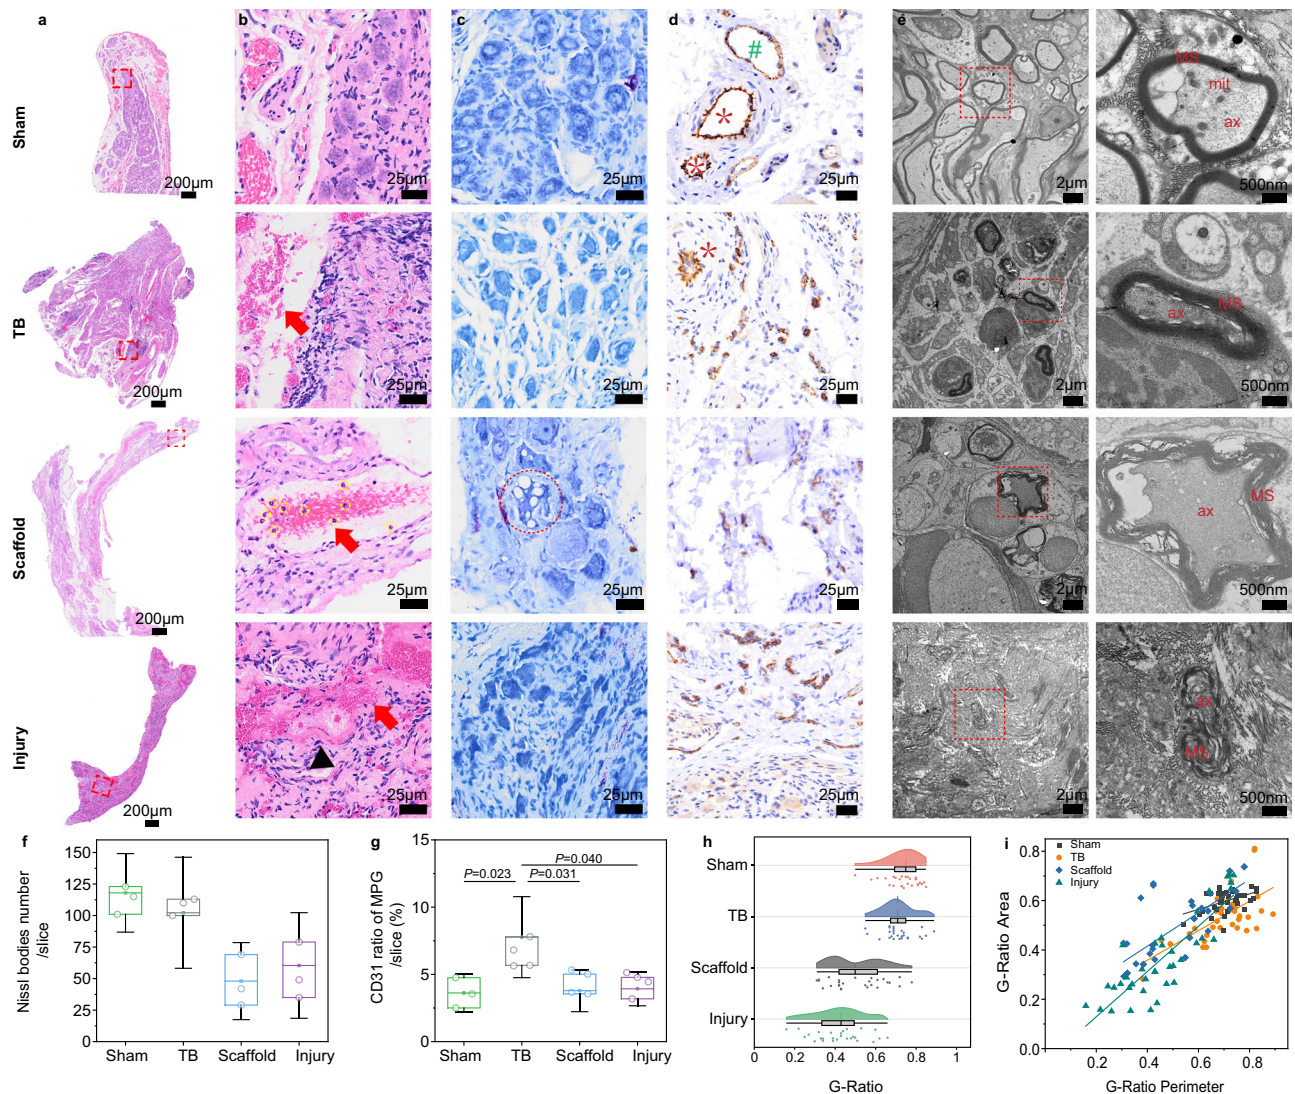 a b c d e
Sham
200µm
25µm
25µm
#
*
*
25µm
2µm
MS
mit
ax
500nm
TB
200µm
25µm
25µm
*
25µm
2µm
MS
ax
500nm
Scaffold
200µm
25µm
25µm
25µm
2µm
MS
ax
500nm
Injury
200µm
25µm
25µm
25µm
2µm
ax
MS
500nm
f
Nissl bodies number
/slice
150
125
100
75
50
25
0
Sham TB Scaffold Injury
g
CD31 ratio of MPG
/slice (%)
15
10
5
0
P=0.040
P=0.023 P=0.031
Sham TB Scaffold Injury
h
Sham
TB
Scaffold
Injury
0 0.2 0.4 0.6 0.8 1
G-Ratio
i
Sham
TB
Scaffold
Injury
G-Ratio Area
0.8
0.6
0.4
0.2
0.0
0.0 0.2 0.4 0.6 0.8
G-Ratio Perimeter